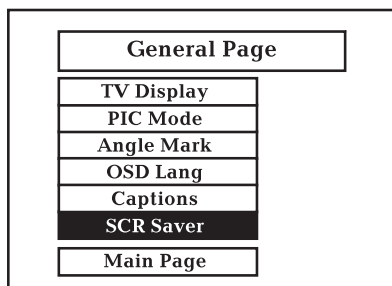 General Page
TV Display
PIC Mode
Angle Mark
OSD Lang
Captions
SCR Saver
Main Page